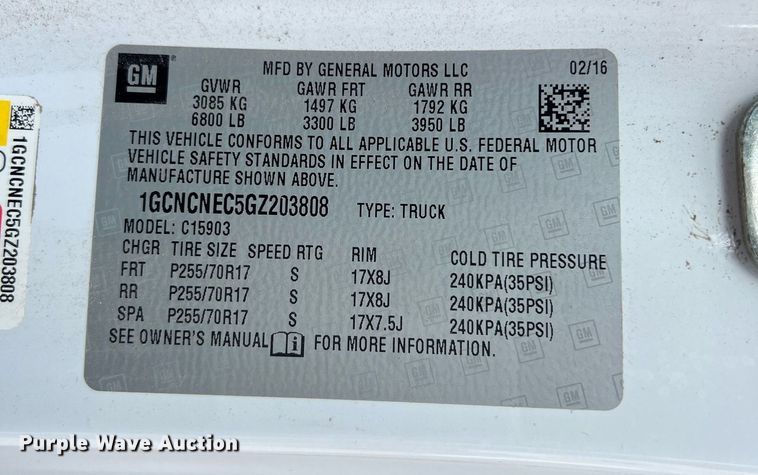 GM
MFD BY GENERAL MOTORS LLC 02/16
GVWR GAWR FRT GAWR RR
3085 KG 1497 KG 1792 KG
6800 LB 3300 LB 3950 LB
THIS VEHICLE CONFORMS TO ALL APPLICABLE U.S. FEDERAL MOTOR
VEHICLE SAFETY STANDARDS IN EFFECT ON THE DATE OF
MANUFACTURE SHOWN ABOVE.
1GCNCNEC5GZ203808 TYPE: TRUCK
MODEL: C15903
CHGR TIRE SIZE SPEED RTG RIM COLD TIRE PRESSURE
FRT P255/70R17 S 17X8J 240KPA(35PSI)
RR P255/70R17 S 17X8J 240KPA(35PSI)
SPA P255/70R17 S 17X7.5J 240KPA(35PSI)
SEE OWNER'S MANUAL i FOR MORE INFORMATION.
1GCNCNEC5GZ203808
Purple Wave Auction